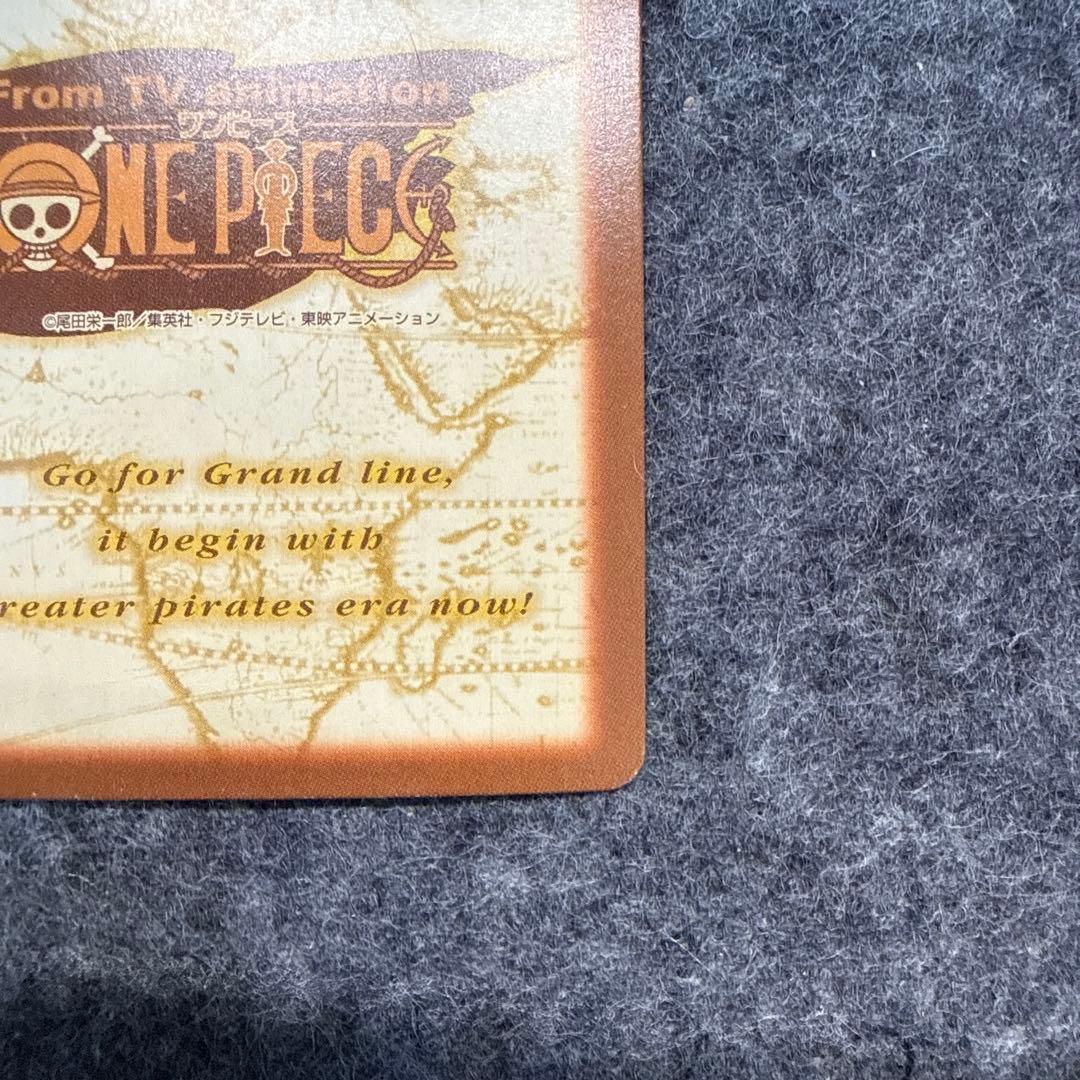 From TV animation
ワンピース
ONE PIECE
©尾田栄一郎／集英社・フジテレビ・東映アニメーション
Go for Grand line,
it begin with
reater pirates era now!